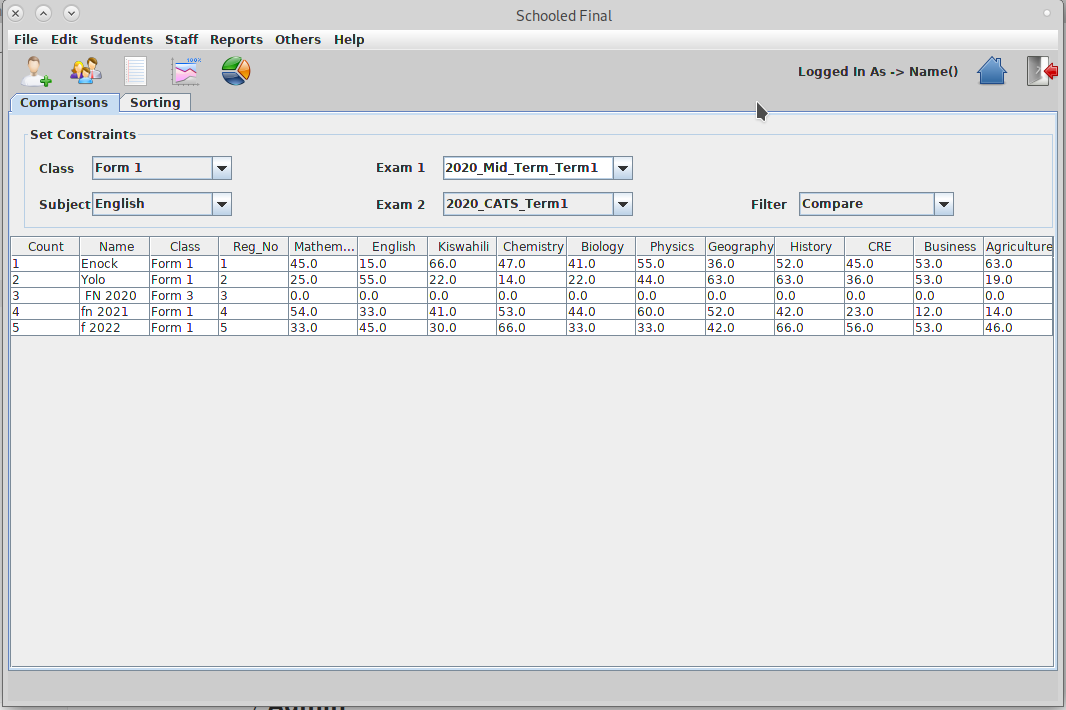 Schooled Final
File Edit Students Staff Reports Others Help
100X
Logged In As -> Name()
Comparisons Sorting
Set Constraints
Class Form 1 Exam 1 2020_Mid_Term_Term1
Subject English Exam 2 2020_CATS_Term1 Filter Compare
Count Name Class Reg_No Mathem... English Kiswahili Chemistry Biology Physics Geography History CRE Business Agriculture
1 Enock Form 1 1 45.0 15.0 66.0 47.0 41.0 55.0 36.0 52.0 45.0 53.0 63.0
2 Yolo Form 1 2 25.0 55.0 22.0 14.0 22.0 44.0 63.0 63.0 36.0 53.0 19.0
3 FN 2020 Form 3 3 0.0 0.0 0.0 0.0 0.0 0.0 0.0 0.0 0.0 0.0 0.0
4 fn 2021 Form 1 4 54.0 33.0 41.0 53.0 44.0 60.0 52.0 42.0 23.0 12.0 14.0
5 f 2022 Form 1 5 33.0 45.0 30.0 66.0 33.0 33.0 42.0 66.0 56.0 53.0 46.0